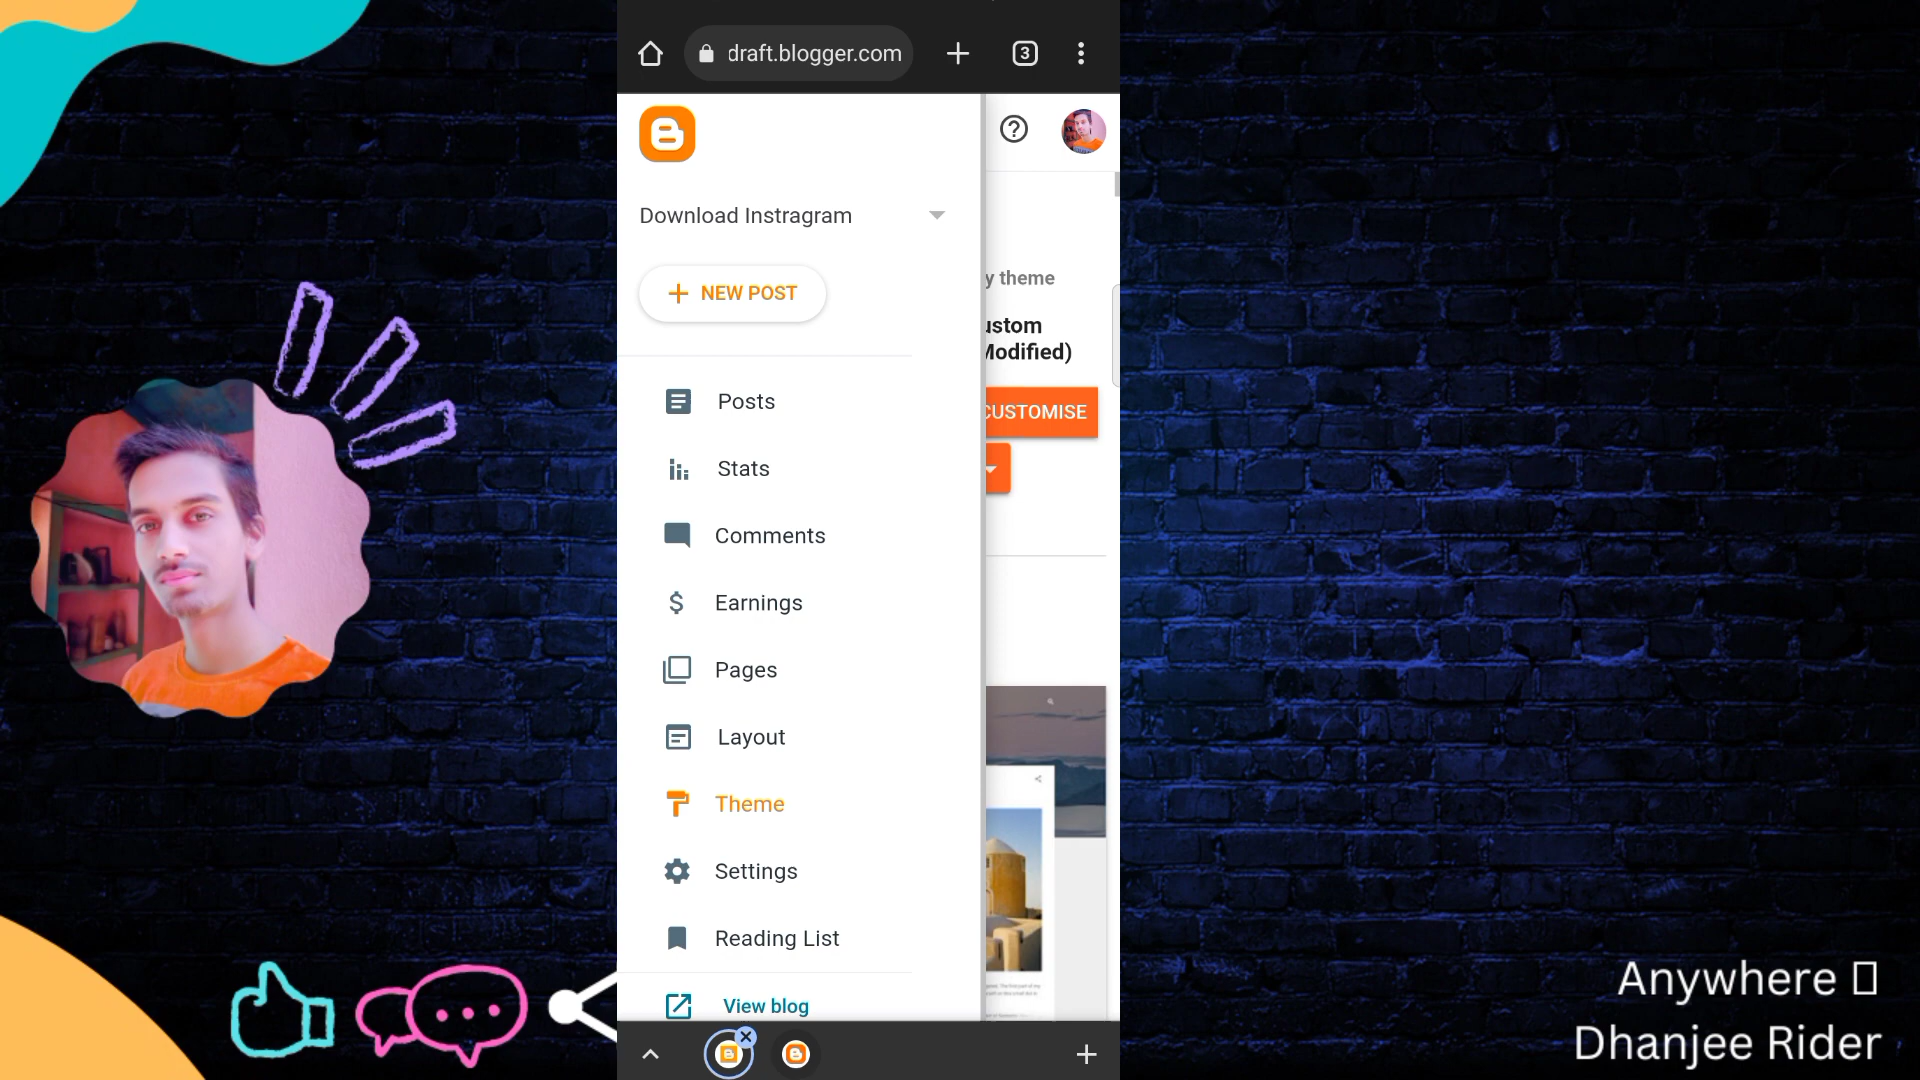 draft.blogger.com
3
Download Instragram
NEW POST
y theme
ustom
Modified)
CUSTOMISE
Posts
Stats
Comments
Earnings
Pages
Layout
Theme
Settings
Reading List
View blog
Anywhere
Dhanjee Rider